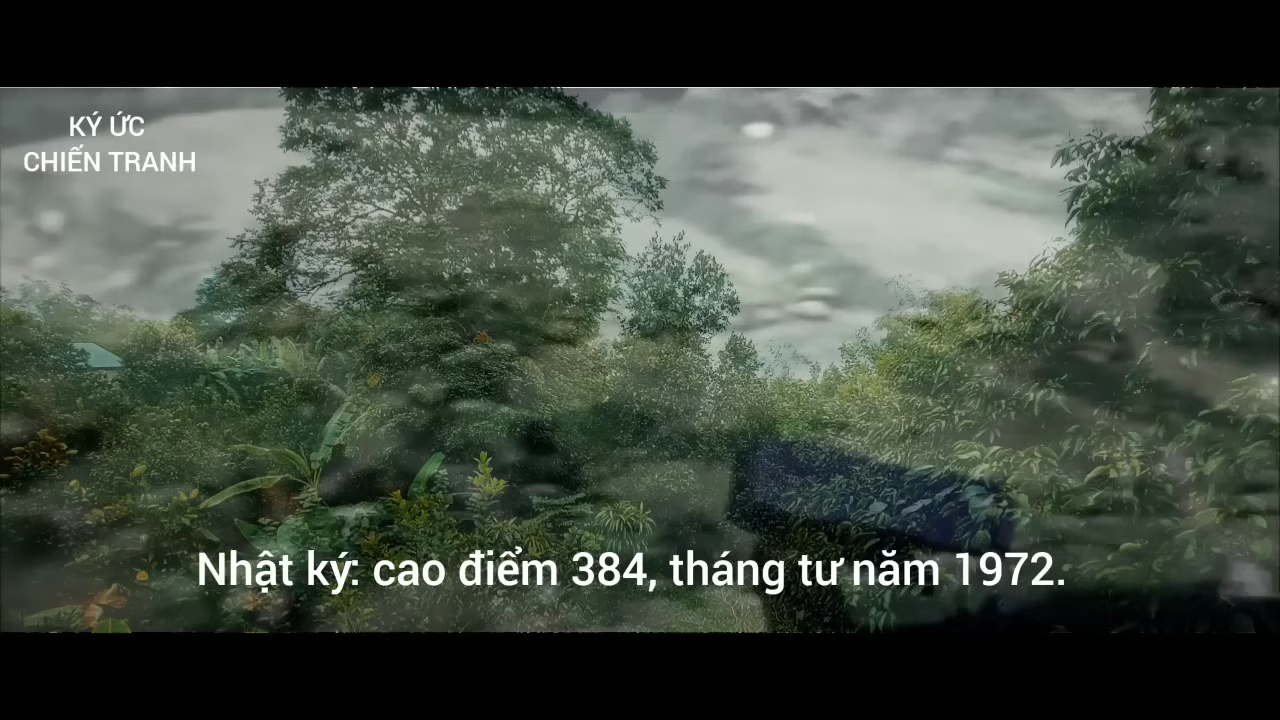 KÝ ỨC
CHIẾN TRANH
Nhật ký: cao điểm 384, tháng tư năm 1972.